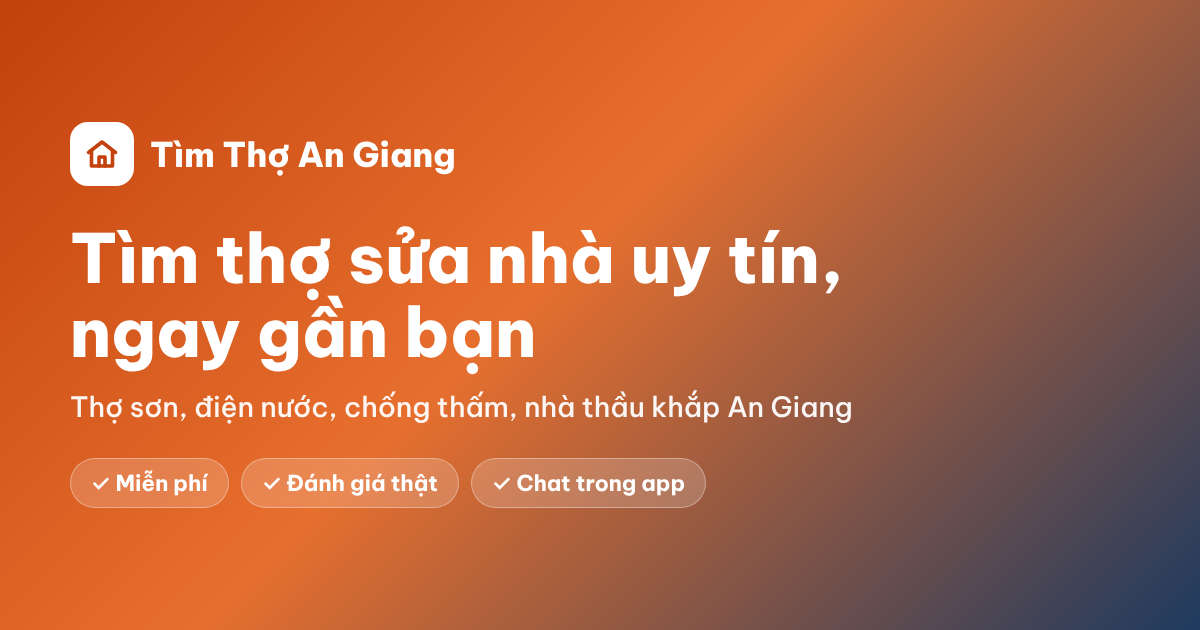 Tìm Thợ An Giang
Tìm thợ sửa nhà uy tín,
ngay gần bạn
Thợ sơn, điện nước, chống thấm, nhà thầu khắp An Giang
✓ Miễn phí ✓ Đánh giá thật ✓ Chat trong app